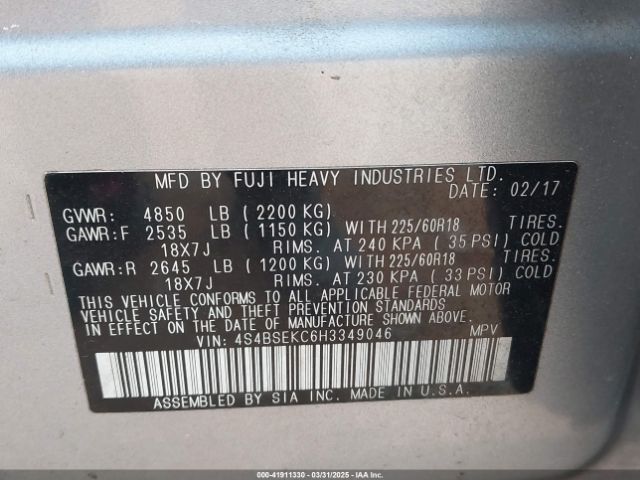 MFD BY FUJI HEAVY INDUSTRIES LTD.
DATE: 02/17
GVWR: 4850 LB ( 2200 KG)
GAWR:F 2535 LB ( 1150 KG) WITH 225/60R18 TIRES.
18X7J RIMS. AT 240 KPA ( 35 PSI) COLD
GAWR:R 2645 LB ( 1200 KG) WITH 225/60R18 TIRES.
18X7J RIMS. AT 230 KPA ( 33 PSI) COLD
THIS VEHICLE CONFORMS TO ALL APPLICABLE FEDERAL MOTOR
VEHICLE SAFETY AND THEFT PREVENTION STANDARDS
IN EFFECT ON THE DATE OF MANUFACTURE SHOWN ABOVE.
VIN: 4S4BSEKC6H3349046 MPV
ASSEMBLED BY SIA INC. MADE IN U.S.A.
000-41911330 - 03/31/2025 - IAAI.CA